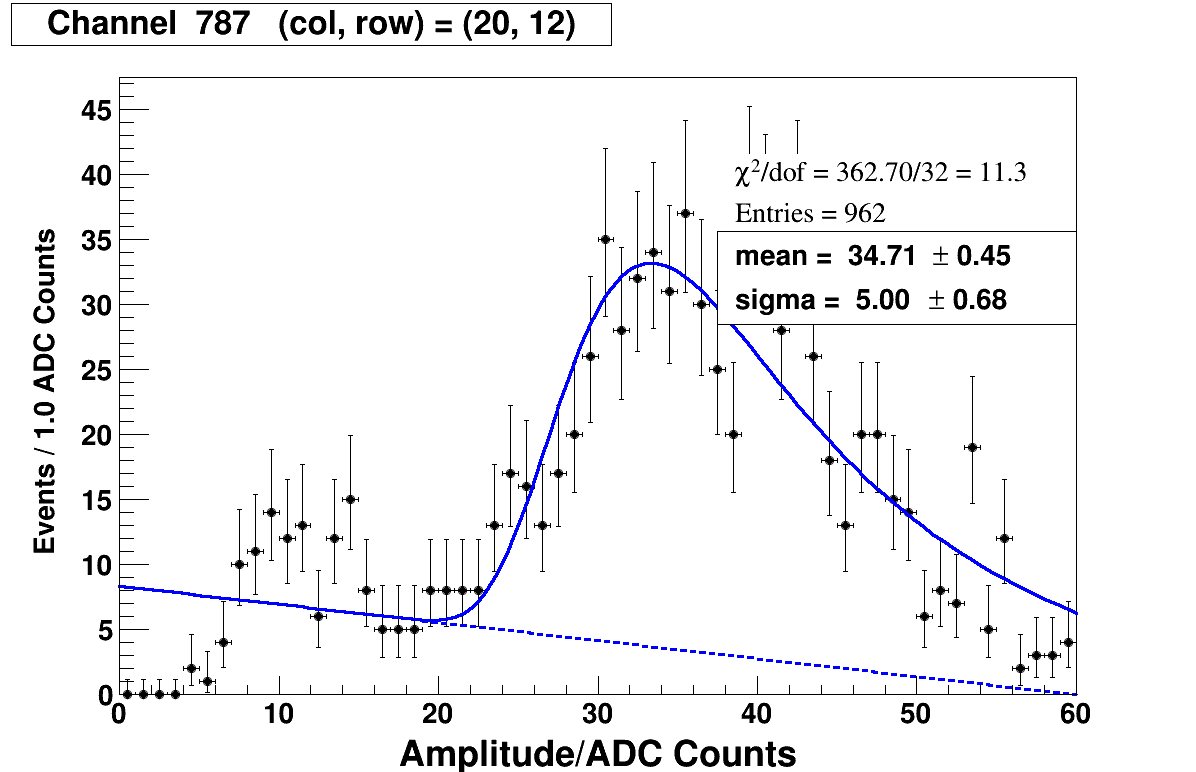 Channel 787 (col, row) = (20, 12)
45
40
35
30
25
20
15
10
5
0
Events / 1.0 ADC Counts
χ²/dof = 362.70/32 = 11.3
Entries = 962
mean = 34.71 ± 0.45
sigma = 5.00 ± 0.68
0 10 20 30 40 50 60
Amplitude/ADC Counts